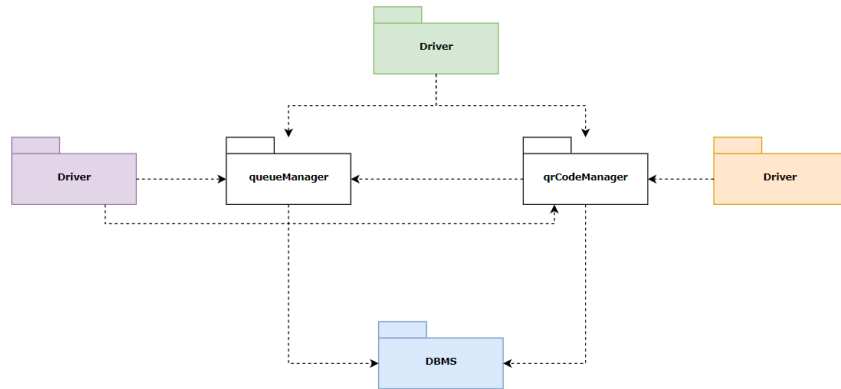 Driver
Driver
queueManager
qrCodeManager
Driver
DBMS